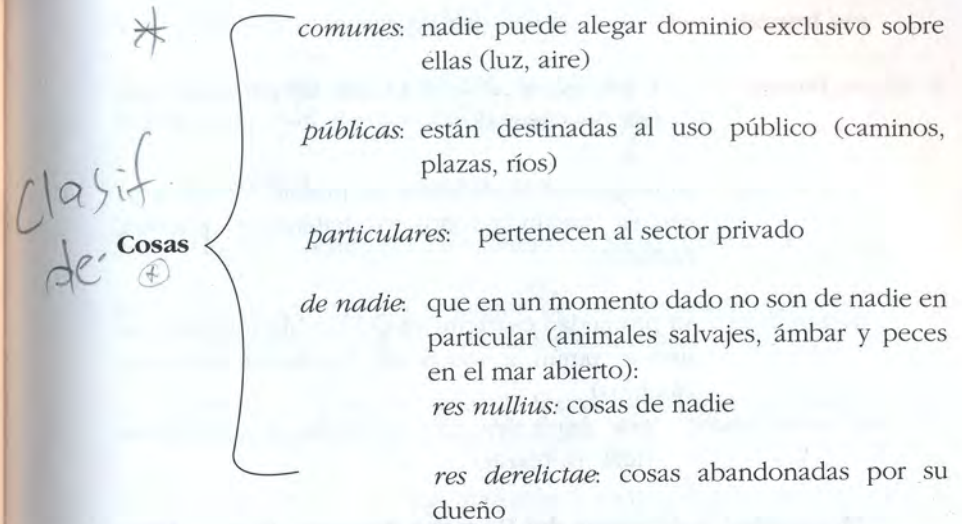 *
comunes: nadie puede alegar dominio exclusivo sobre
ellas (luz, aire)
públicas: están destinadas al uso público (caminos,
plazas, ríos)
clasif.
de. Cosas
particulares: pertenecen al sector privado
de nadie: que en un momento dado no son de nadie en
particular (animales salvajes, ámbar y peces
en el mar abierto):
res nullius: cosas de nadie
res derelictae: cosas abandonadas por su
dueño